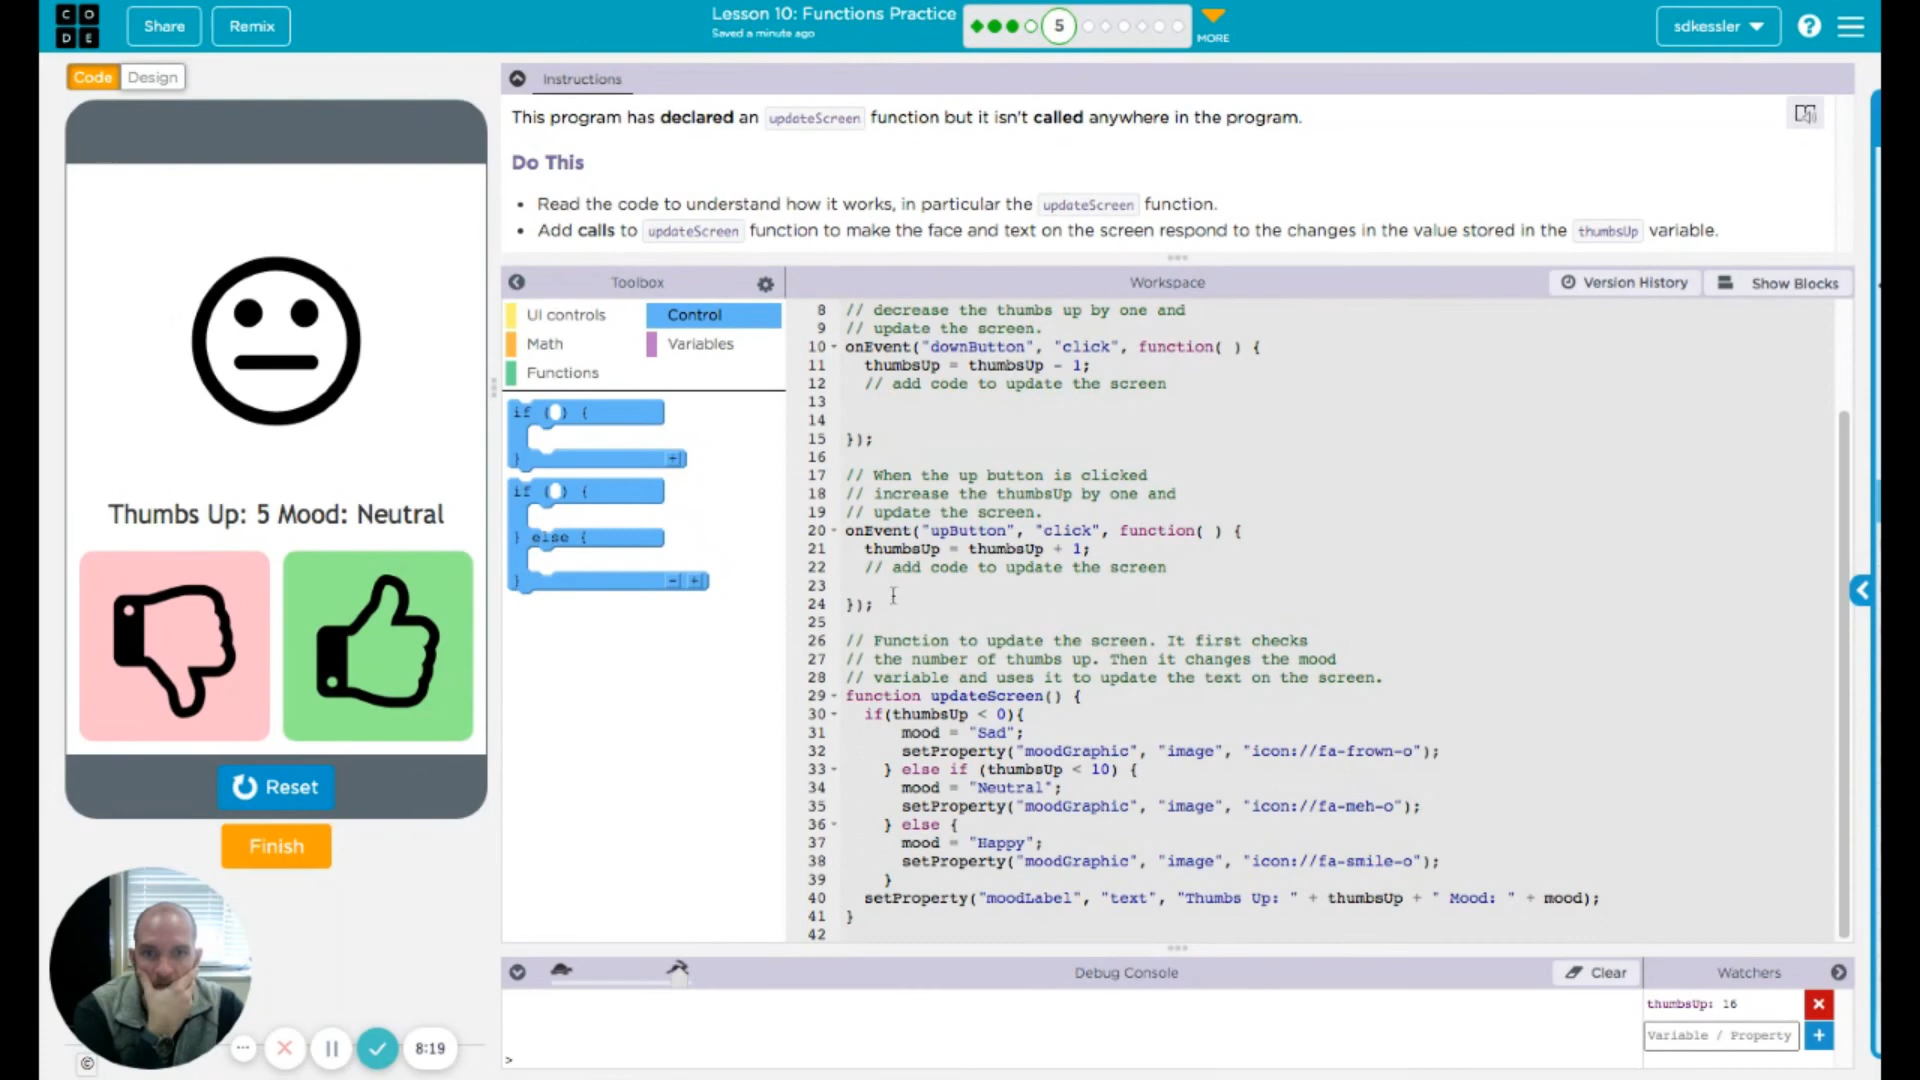 CO
DE
Share
Remix
Lesson 10: Functions Practice
Saved a minute ago
5
MORE
sdkessler
?
Code
Design
Instructions
This program has declared an updateScreen function but it isn't called anywhere in the program.
Do This
• Read the code to understand how it works, in particular the updateScreen function.
• Add calls to updateScreen function to make the face and text on the screen respond to the changes in the value stored in the thumbsUp variable.
Toolbox
Workspace
Version History
Show Blocks
UI controls
Control
Math
Variables
Functions
if ( ) {
}
if ( ) {
} else {
}
8 // decrease the thumbs up by one and
9 // update the screen.
10 onEvent("downButton", "click", function( ) {
11 thumbsUp = thumbsUp - 1;
12 // add code to update the screen
13
14
15 });
16
17 // When the up button is clicked
18 // increase the thumbsUp by one and
19 // update the screen.
20 onEvent("upButton", "click", function( ) {
21 thumbsUp = thumbsUp + 1;
22 // add code to update the screen
23
24 });
25
26 // Function to update the screen. It first checks
27 // the number of thumbs up. Then it changes the mood
28 // variable and uses it to update the text on the screen.
29 function updateScreen() {
30 if(thumbsUp < 0){
31 mood = "Sad";
32 setProperty("moodGraphic", "image", "icon://fa-frown-o");
33 } else if (thumbsUp < 10) {
34 mood = "Neutral";
35 setProperty("moodGraphic", "image", "icon://fa-meh-o");
36 } else {
37 mood = "Happy";
38 setProperty("moodGraphic", "image", "icon://fa-smile-o");
39 }
40 setProperty("moodLabel", "text", "Thumbs Up: " + thumbsUp + " Mood: " + mood);
41 }
42
Thumbs Up: 5 Mood: Neutral
Reset
Finish
8:19
©
Debug Console
Clear
Watchers
thumbsUp: 16
Variable / Property
>